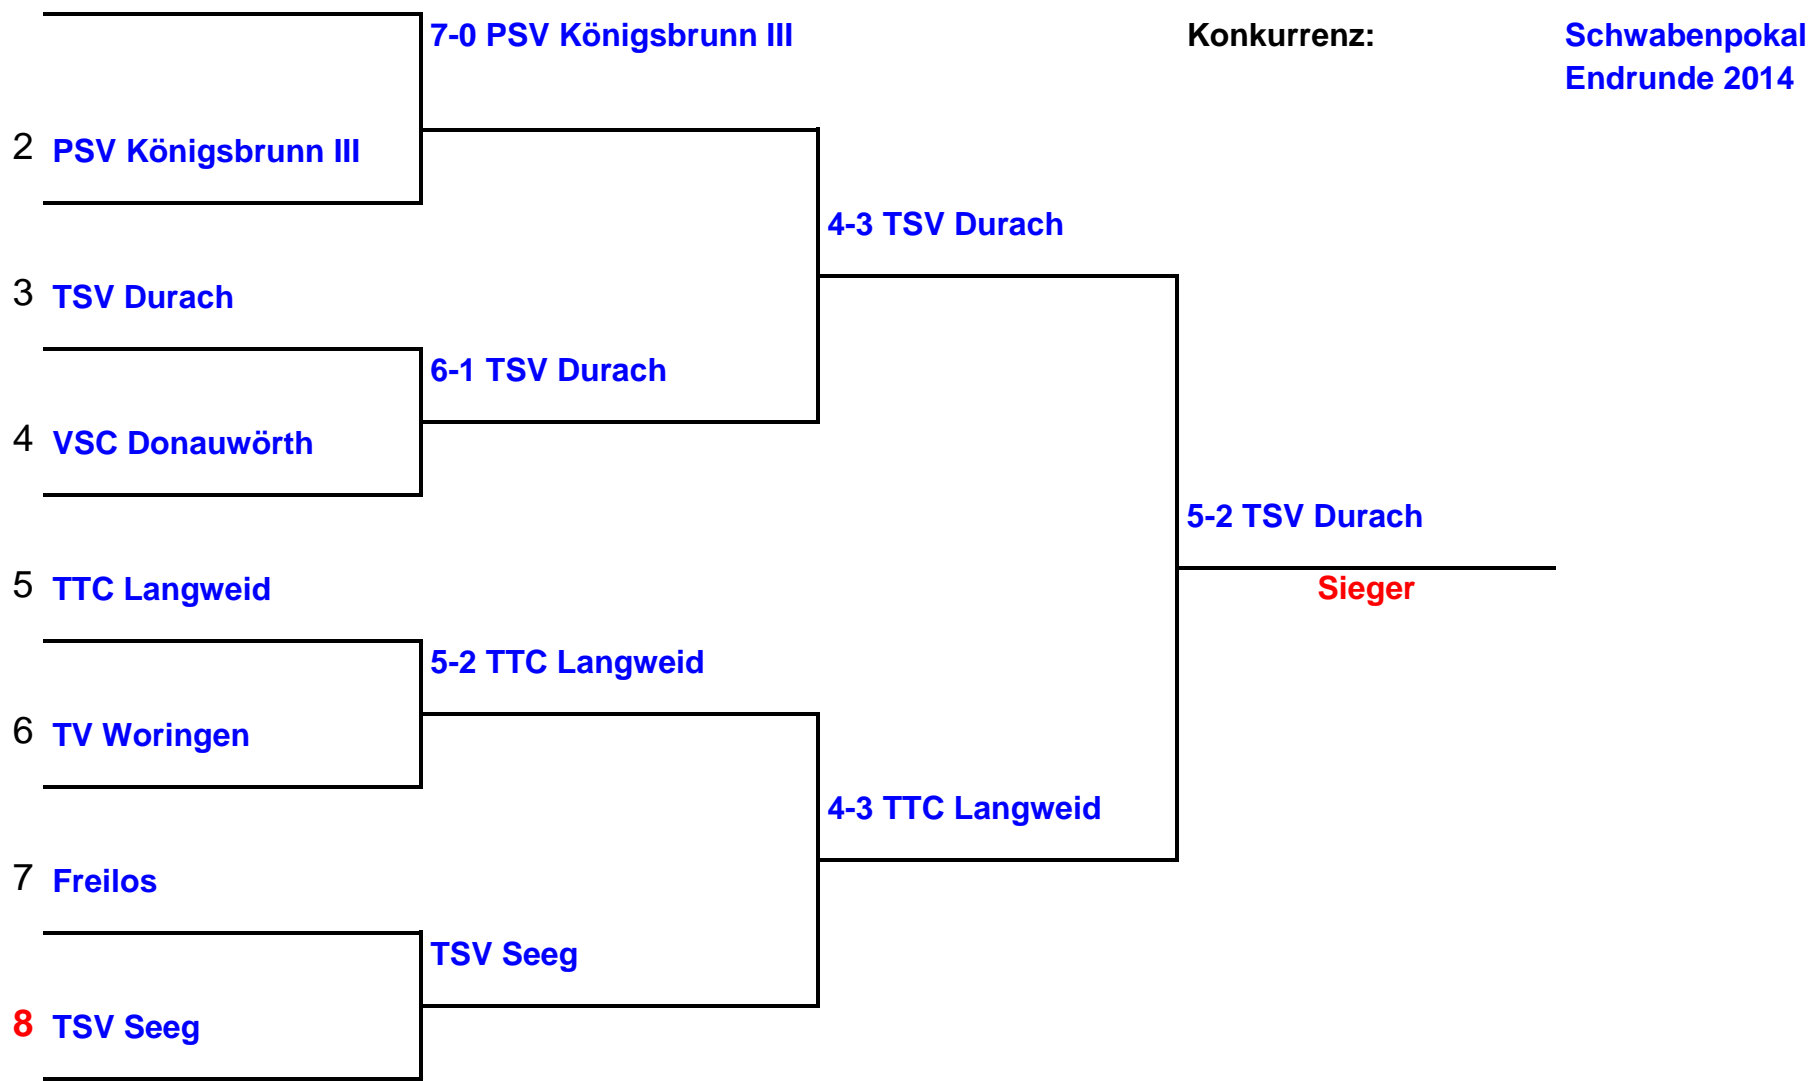 7-0 PSV Königsbrunn III
Konkurrenz:
Schwabenpokal
Endrunde 2014
2 PSV Königsbrunn III
4-3 TSV Durach
3 TSV Durach
6-1 TSV Durach
4 VSC Donauwörth
5-2 TSV Durach
5 TTC Langweid
Sieger
5-2 TTC Langweid
6 TV Woringen
4-3 TTC Langweid
7 Freilos
TSV Seeg
8 TSV Seeg